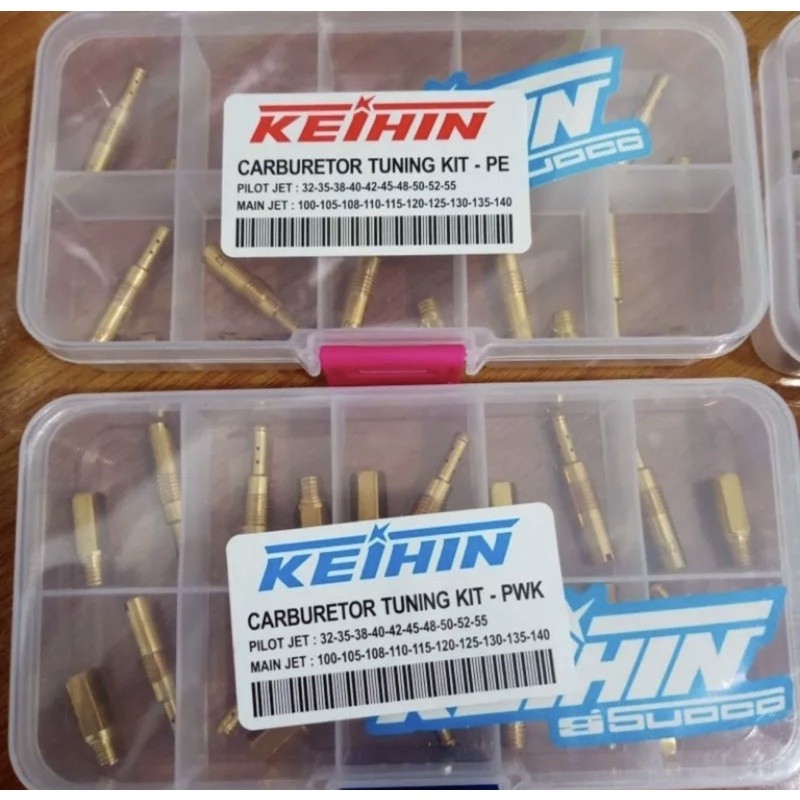 KEIHIN
CARBURETOR TUNING KIT - PE
PILOT JET : 32-35-38-40-42-45-48-50-52-55
MAIN JET : 100-105-108-110-115-120-125-130-135-140
IN
KEIHIN
CARBURETOR TUNING KIT - PWK
PILOT JET : 32-35-38-40-42-45-48-50-52-55
MAIN JET : 100-105-108-110-115-120-125-130-135-140
KEIHIN